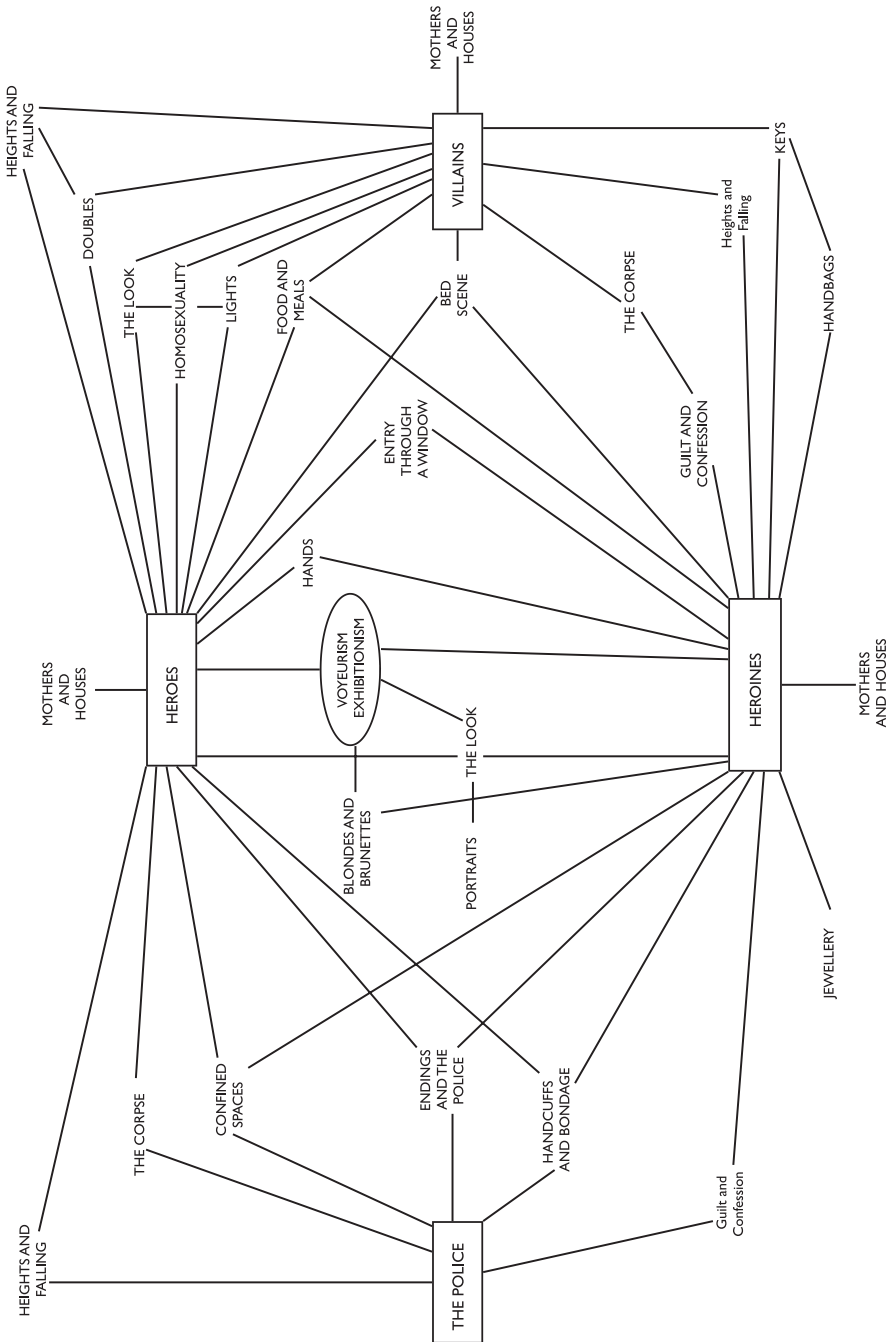 HEIGHTS AND
FALLING
THE CORPSE
CONFINED
SPACES
ENDINGS
AND THE
POLICE
THE POLICE
HANDCUFFS
AND BONDAGE
Guilt and
Confession
JEWELLERY
MOTHERS
AND
HOUSES
HEROES
VOYEURISM
EXHIBITIONISM
BLONDES AND
BRUNETTES
THE LOOK
PORTRAITS
HANDS
HEROINES
MOTHERS
AND HOUSES
HEIGHTS AND
FALLING
DOUBLES
THE LOOK
HOMOSEXUALITY
LIGHTS
FOOD AND
MEALS
ENTRY
THROUGH
A WINDOW
BED
SCENE
VILLAINS
MOTHERS
AND
HOUSES
THE CORPSE
GUILT AND
CONFESSION
Heights and
Falling
KEYS
HANDBAGS